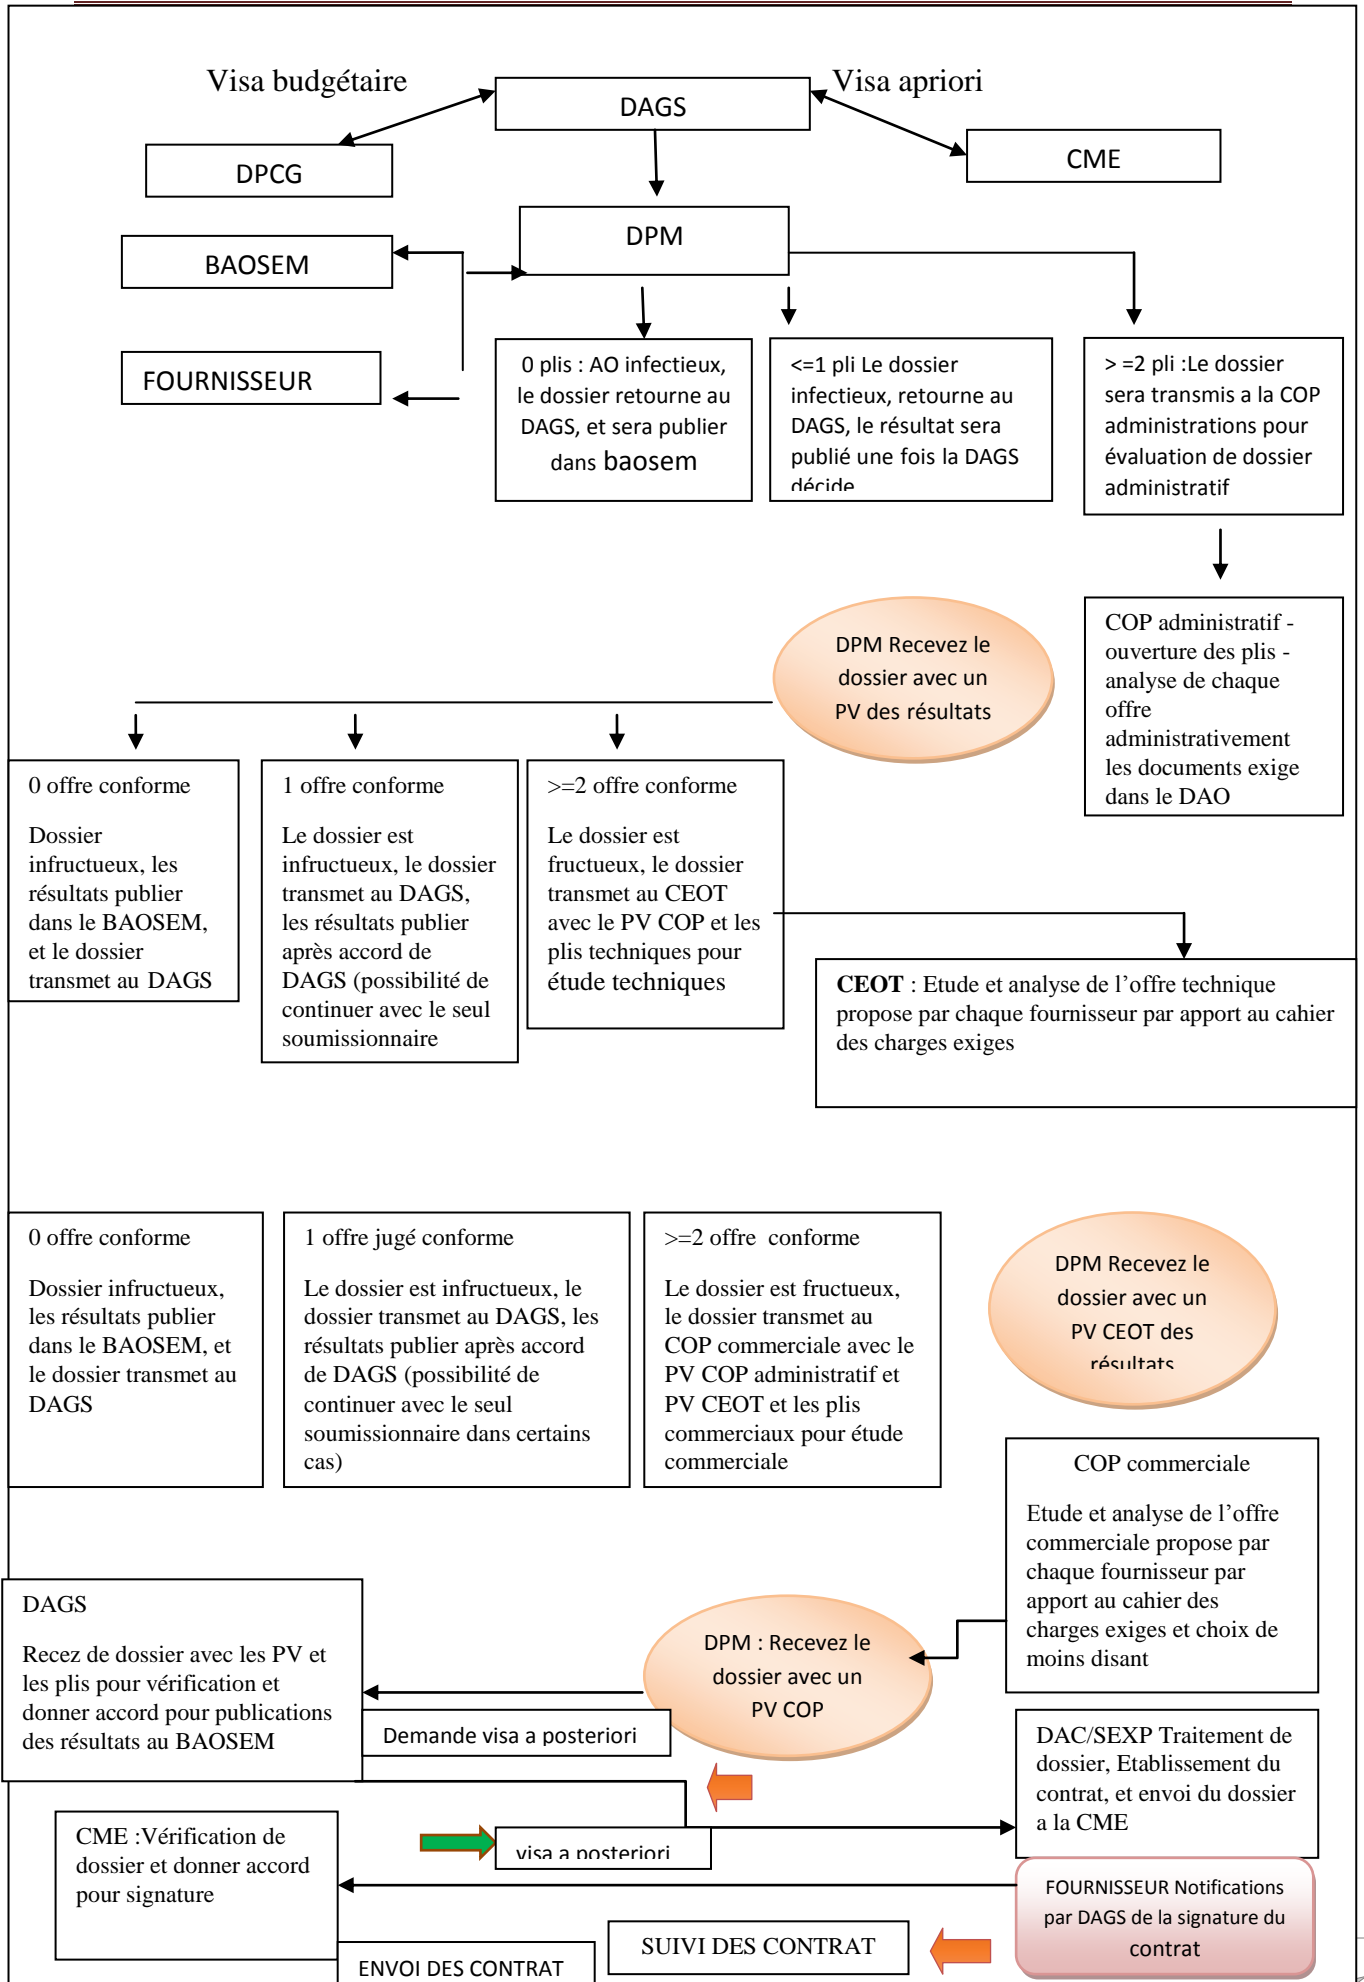 Visa budgétaire
Visa apriori
DAGS
DPCG
CME
DPM
BAOSEM
FOURNISSEUR
0 plis : AO infectieux,
le dossier retourne au
DAGS, et sera publier
dans baosem
<=1 pli Le dossier
infectieux, retourne au
DAGS, le résultat sera
publié une fois la DAGS
décide
> =2 pli :Le dossier
sera transmis a la COP
administrations pour
évaluation de dossier
administratif
COP administratif -
ouverture des plis -
analyse de chaque
offre
administrativement
les documents exige
dans le DAO
DPM Recevez le
dossier avec un
PV des résultats
0 offre conforme
Dossier
infructueux, les
résultats publier
dans le BAOSEM,
et le dossier
transmet au DAGS
1 offre conforme
Le dossier est
infructueux, le dossier
transmet au DAGS,
les résultats publier
après accord de
DAGS (possibilité de
continuer avec le seul
soumissionnaire
>=2 offre conforme
Le dossier est
fructueux, le dossier
transmet au CEOT
avec le PV COP et les
plis techniques pour
étude techniques
CEOT : Etude et analyse de l’offre technique
propose par chaque fournisseur par apport au cahier
des charges exiges
0 offre conforme
Dossier infructueux,
les résultats publier
dans le BAOSEM, et
le dossier transmet au
DAGS
1 offre jugé conforme
Le dossier est infructueux, le
dossier transmet au DAGS, les
résultats publier après accord
de DAGS (possibilité de
continuer avec le seul
soumissionnaire dans certains
cas)
>=2 offre  conforme
Le dossier est fructueux,
le dossier transmet au
COP commerciale avec le
PV COP administratif et
PV CEOT et les plis
commerciaux pour étude
commerciale
DPM Recevez le
dossier avec un
PV CEOT des
résultats
COP commerciale
Etude et analyse de l’offre
commerciale propose par
chaque fournisseur par
apport au cahier des
charges exiges et choix de
moins disant
DAGS
Recez de dossier avec les PV et
les plis pour vérification et
donner accord pour publications
des résultats au BAOSEM
DPM : Recevez le
dossier avec un
PV COP
Demande visa a posteriori
DAC/SEXP Traitement de
dossier, Etablissement du
contrat, et envoi du dossier
a la CME
CME :Vérification de
dossier et donner accord
pour signature
visa a posteriori
FOURNISSEUR Notifications
par DAGS de la signature du
contrat
SUIVI DES CONTRAT
ENVOI DES CONTRAT